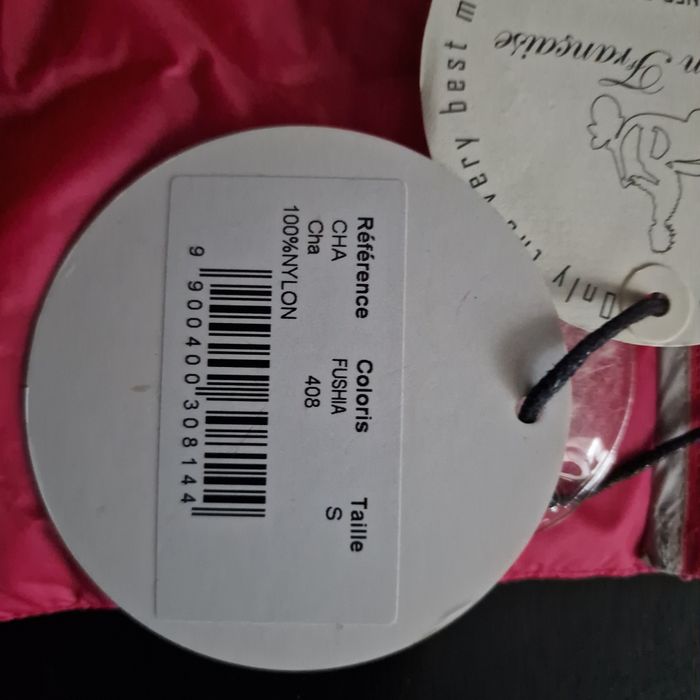 Référence Coloris Taille
CHA FUSHIA S
Cha 408
100%NYLON
9 900400 308144
Française
Only the very best m